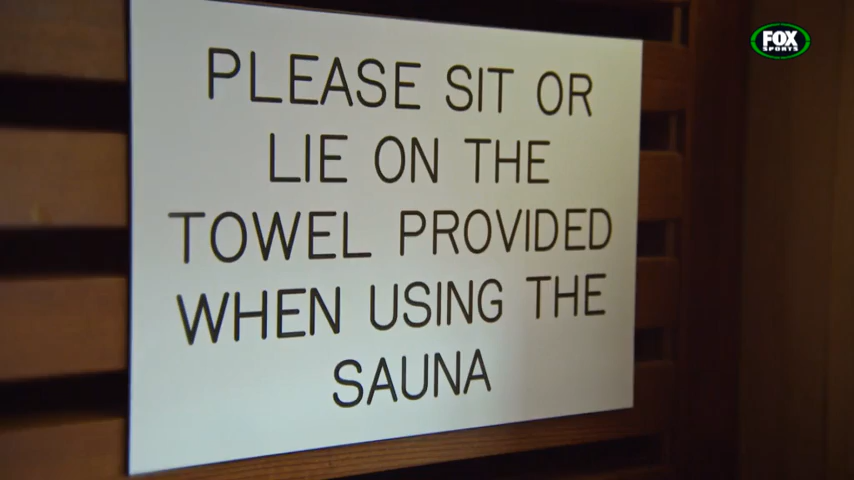 PLEASE SIT OR
LIE ON THE
TOWEL PROVIDED
WHEN USING THE
SAUNA
FOX
SPORTS